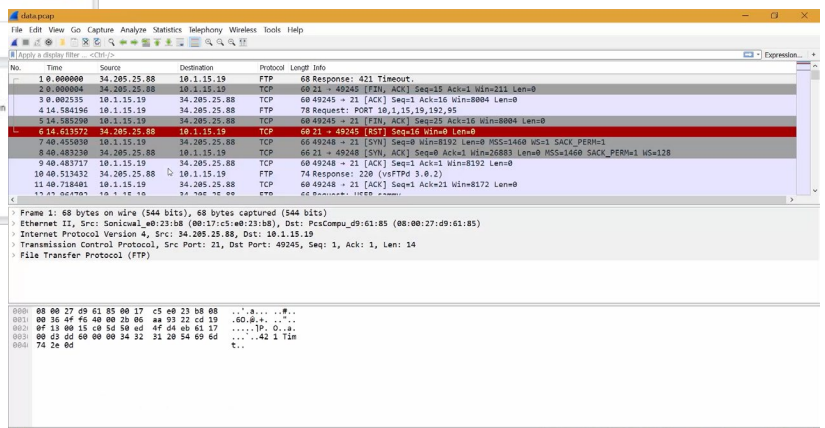 data.pcap
File Edit View Go Capture Analyze Statistics Telephony Wireless Tools Help
Apply a display filter ... <Ctrl-/>
Expression... +
No. Time Source Destination Protocol Lengtl Info
1 0.000000 34.205.25.88 10.1.15.19 FTP 68 Response: 421 Timeout.
2 0.000004 34.205.25.88 10.1.15.19 TCP 60 21 → 49245 [FIN, ACK] Seq=15 Ack=1 Win=211 Len=0
3 0.002535 10.1.15.19 34.205.25.88 TCP 60 49245 → 21 [ACK] Seq=1 Ack=16 Win=8004 Len=0
4 14.584196 10.1.15.19 34.205.25.88 FTP 78 Request: PORT 10,1,15,19,192,95
5 14.585290 10.1.15.19 34.205.25.88 TCP 60 49245 → 21 [FIN, ACK] Seq=25 Ack=16 Win=8004 Len=0
6 14.613572 34.205.25.88 10.1.15.19 TCP 60 21 → 49245 [RST] Seq=16 Win=0 Len=0
7 40.455030 10.1.15.19 34.205.25.88 TCP 66 49248 → 21 [SYN] Seq=0 Win=8192 Len=0 MSS=1460 WS=1 SACK_PERM=1
8 40.483230 34.205.25.88 10.1.15.19 TCP 66 21 → 49248 [SYN, ACK] Seq=0 Ack=1 Win=26883 Len=0 MSS=1460 SACK_PERM=1 WS=128
9 40.483717 10.1.15.19 34.205.25.88 TCP 60 49248 → 21 [ACK] Seq=1 Ack=1 Win=8192 Len=0
10 40.513432 34.205.25.88 10.1.15.19 FTP 74 Response: 220 (vsFTPd 3.0.2)
11 40.718401 10.1.15.19 34.205.25.88 TCP 60 49248 → 21 [ACK] Seq=1 Ack=21 Win=8172 Len=0
12 42.964702 10.1.15.19 34.205.25.88 FTP 66 Request: USER sammy
Frame 1: 68 bytes on wire (544 bits), 68 bytes captured (544 bits)
Ethernet II, Src: Sonicwal_e0:23:b8 (00:17:c5:e0:23:b8), Dst: PcsCompu_d9:61:85 (08:00:27:d9:61:85)
Internet Protocol Version 4, Src: 34.205.25.88, Dst: 10.1.15.19
Transmission Control Protocol, Src Port: 21, Dst Port: 49245, Seq: 1, Ack: 1, Len: 14
File Transfer Protocol (FTP)
08 00 27 d9 61 85 00 17 c5 e0 23 b8 08 ..'.a... ..#..
00 36 4f f6 40 00 2b 06 aa 93 22 cd 19 .6O.@.+. .."..
0f 13 00 15 c0 5d 50 ed 4f d4 eb 61 17 .....]P. O..a.
00 d3 dd 60 00 00 34 32 31 20 54 69 6d ...`..42 1 Tim
74 2e 0d t..